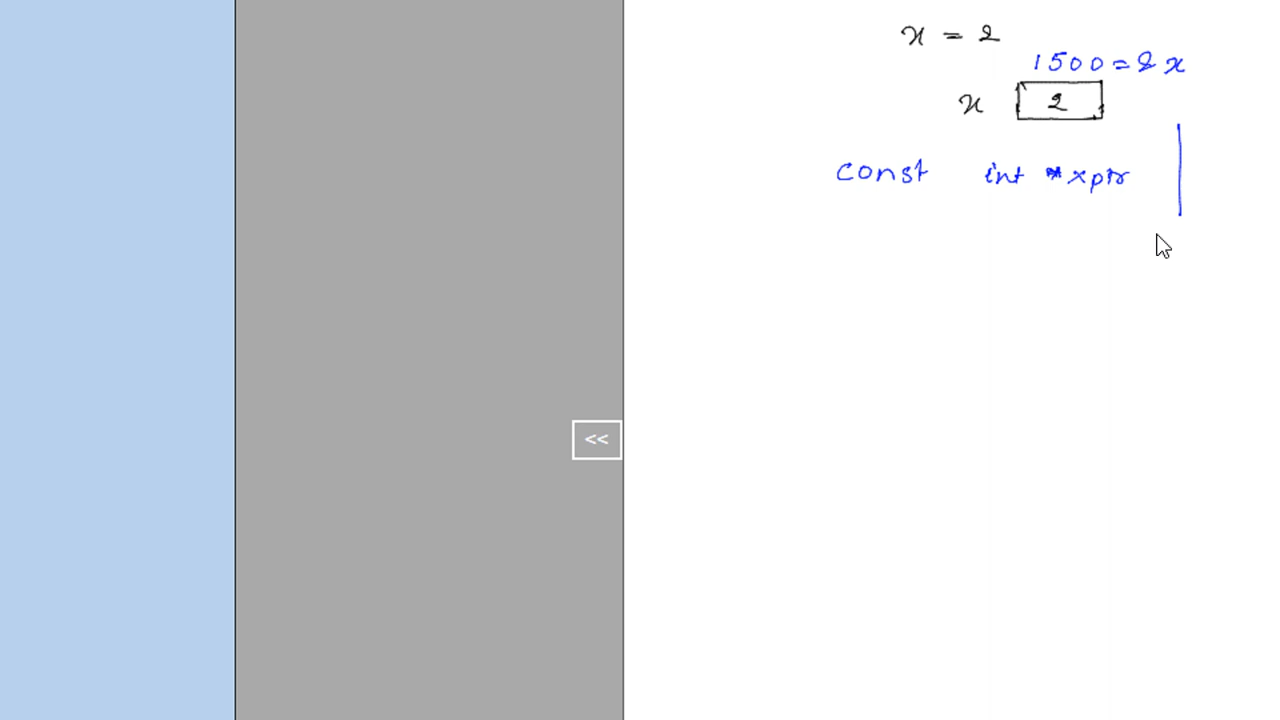 x = 2
1500 = &x
x 2
const int *xptr
<<